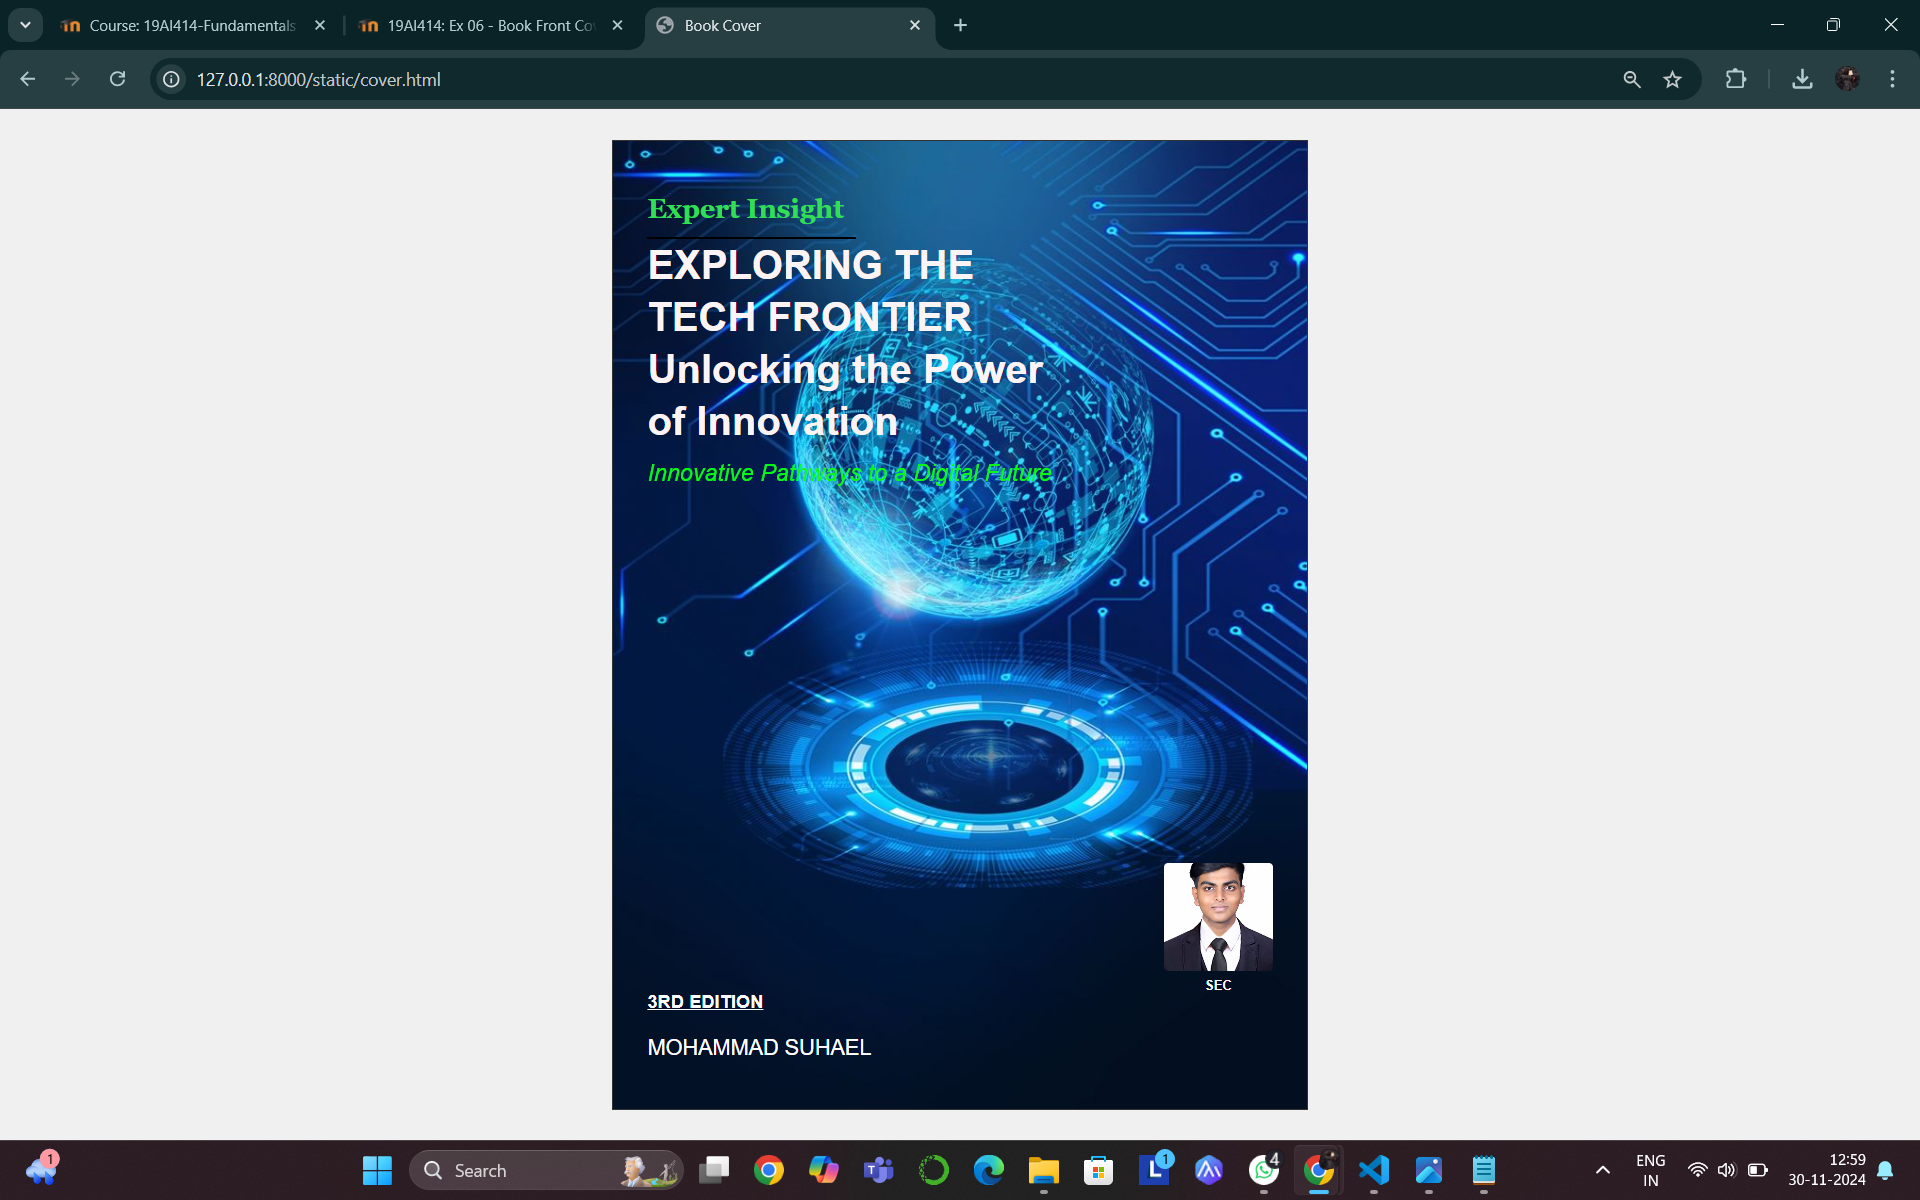 Course: 19AI414-Fundamentals
19AI414: Ex 06 - Book Front Co
Book Cover
127.0.0.1:8000/static/cover.html
Expert Insight
EXPLORING THE
TECH FRONTIER
Unlocking the Power
of Innovation
Innovative Pathways to a Digital Future
SEC
3RD EDITION
MOHAMMAD SUHAEL
1
Search
1
4
ENG
IN
12:59
30-11-2024